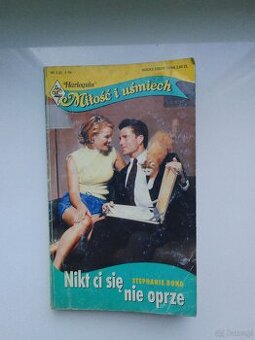 Harlequin
Miłość i uśmiech
Nikt ci się
STEPHANIE BOND
nie oprze